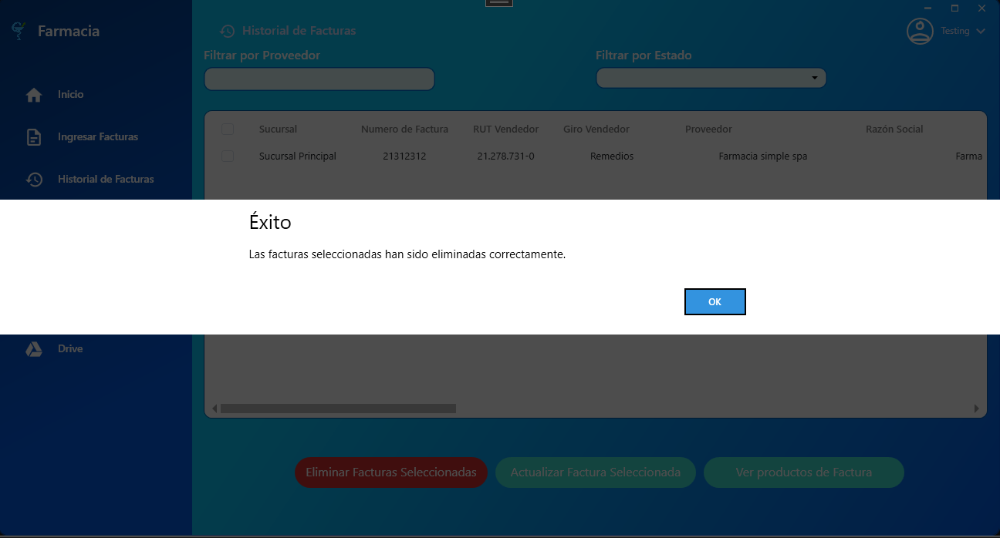 Farmacia
Historial de Facturas
Testing
Filtrar por Proveedor
Filtrar por Estado
Inicio
Ingresar Facturas
Historial de Facturas
Sucursal Numero de Factura RUT Vendedor Giro Vendedor Proveedor Razón Social
Sucursal Principal 21312312 21.278.731-0 Remedios Farmacia simple spa Farma
Éxito
Las facturas seleccionadas han sido eliminadas correctamente.
OK
Drive
Eliminar Facturas Seleccionadas
Actualizar Factura Seleccionada
Ver productos de Factura